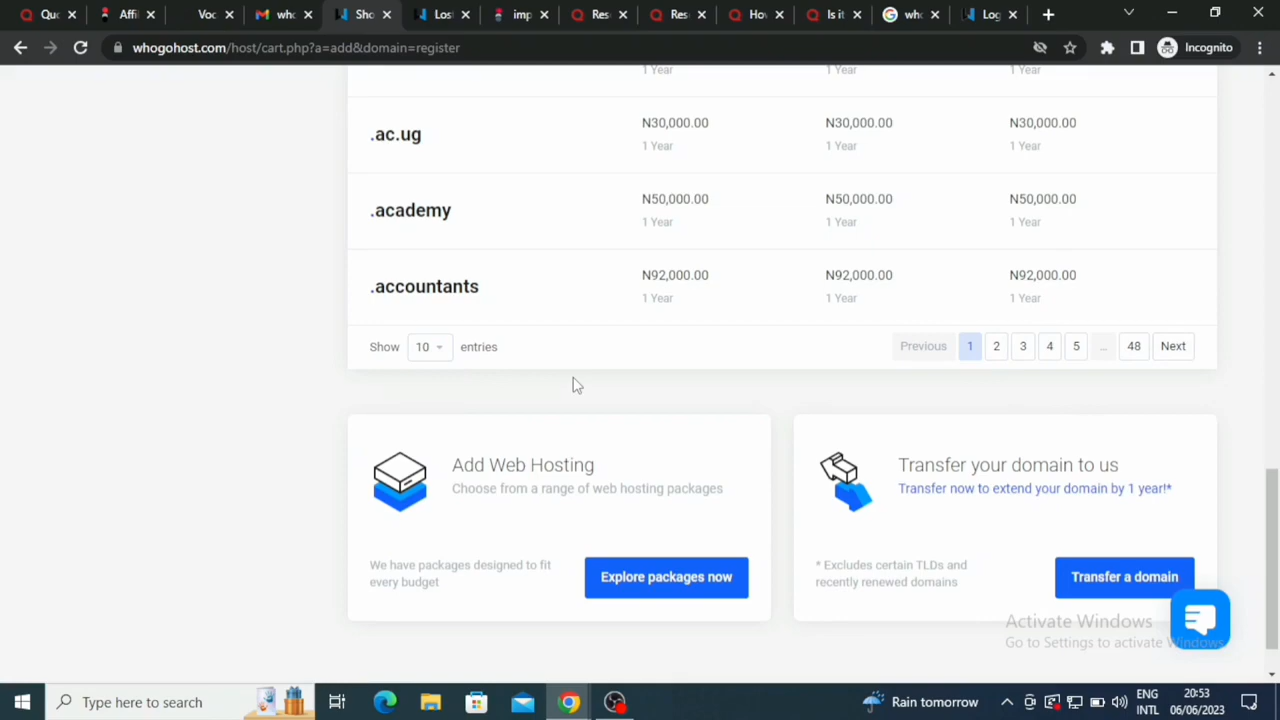 Quo
Affil
Voc
who
Sho
Los
imp
Res
Res
Hov
Is it
who
Log
whogohost.com/host/cart.php?a=add&domain=register
Incognito
1 Year 1 Year 1 Year
.ac.ug N30,000.00 N30,000.00 N30,000.00
1 Year 1 Year 1 Year
.academy N50,000.00 N50,000.00 N50,000.00
1 Year 1 Year 1 Year
.accountants N92,000.00 N92,000.00 N92,000.00
1 Year 1 Year 1 Year
Show 10 entries Previous 1 2 3 4 5 ... 48 Next
Add Web Hosting
Choose from a range of web hosting packages
We have packages designed to fit
every budget
Explore packages now
Transfer your domain to us
Transfer now to extend your domain by 1 year!*
* Excludes certain TLDs and
recently renewed domains
Transfer a domain
Activate Windows
Go to Settings to activate Windows.
Type here to search
Rain tomorrow
ENG
INTL
20:53
06/06/2023